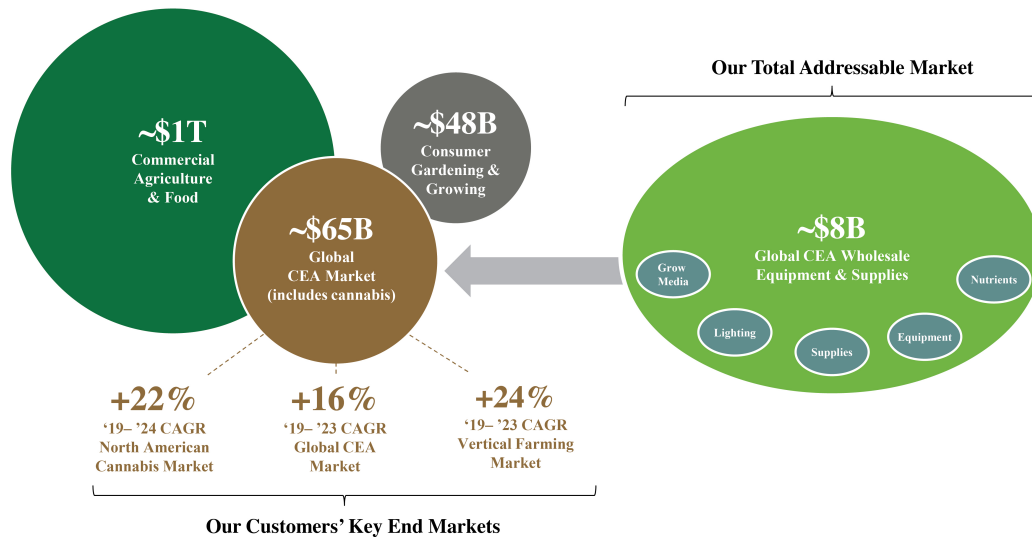 Our Total Addressable Market
~$1T
Commercial
Agriculture
& Food
~$48B
Consumer
Gardening &
Growing
~$65B
Global
CEA Market
(includes cannabis)
~$8B
Global CEA Wholesale
Equipment & Supplies
Grow
Media
Lighting
Supplies
Equipment
Nutrients
+22%
‘19– ’24 CAGR
North American
Cannabis Market
+16%
‘19– ’23 CAGR
Global CEA
Market
+24%
‘19– ’23 CAGR
Vertical Farming
Market
Our Customers’ Key End Markets